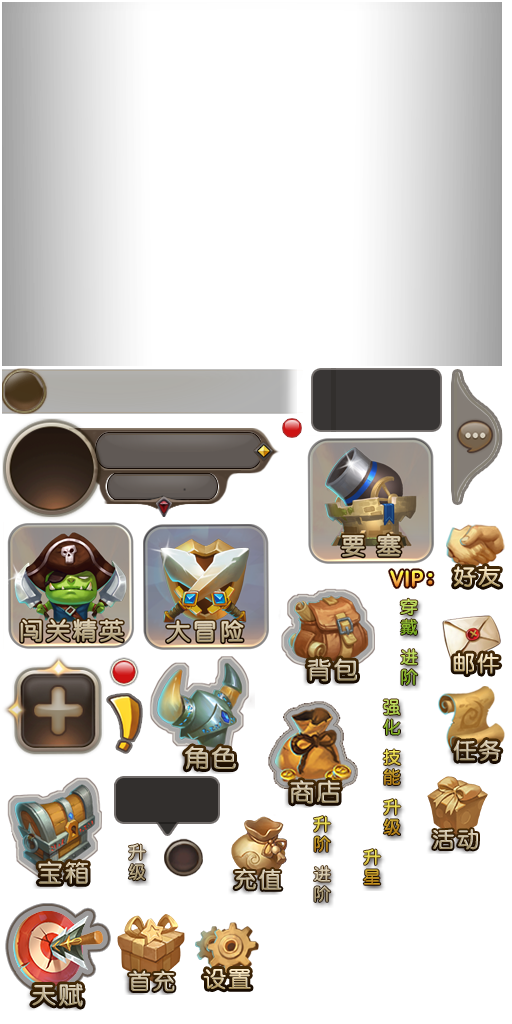 要塞
VIP：
好友
闯关精英
大冒险
穿戴
背包
进阶
邮件
强化
角色
任务
技能
商店
升级
活动
升阶
宝箱
升级
充值
升星
进阶
天赋
首充
设置